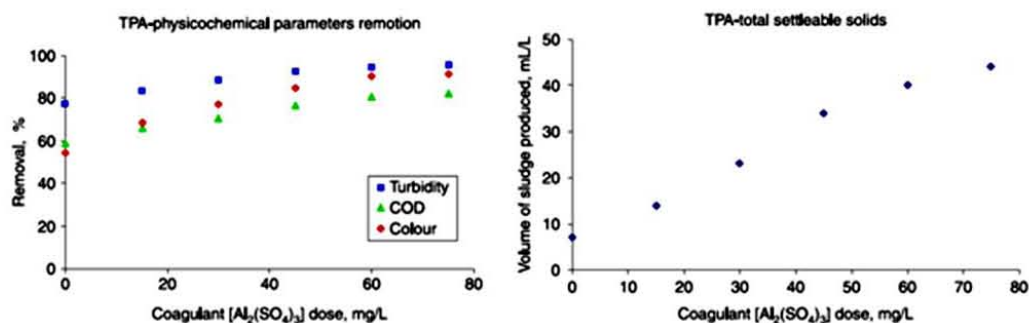 TPA-physicochemical parameters remotion
100
80
60
40
20
0
Removal, %
Turbidity
COD
Colour
0 20 40 60 80
Coagulant [Al₂(SO₄)₃] dose, mg/L
TPA-total settleable solids
50
40
30
20
10
0
Volume of sludge produced, mL/L
0 10 20 30 40 50 60 70 80
Coagulant [Al₂(SO₄)₃] dose, mg/L